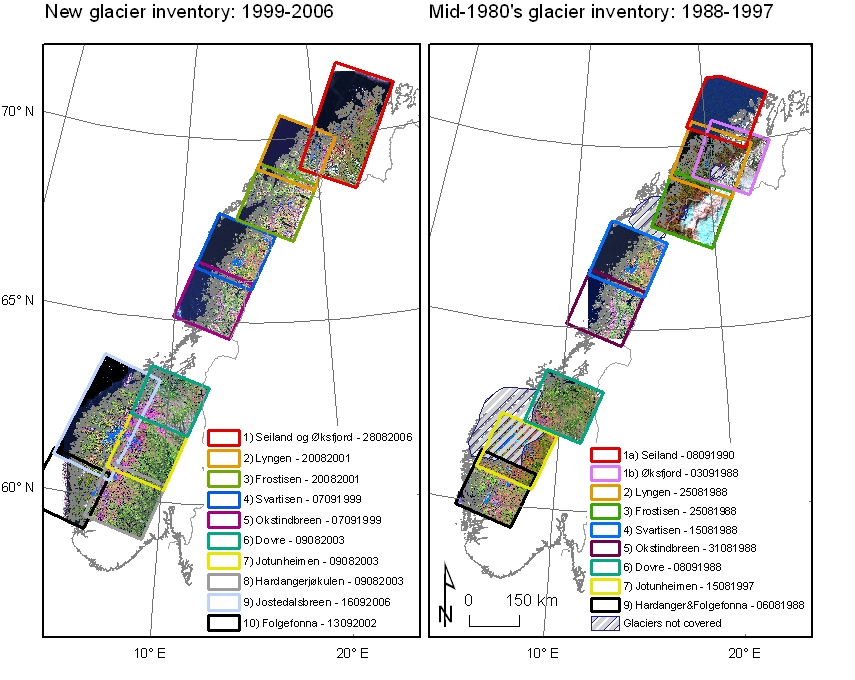 New glacier inventory: 1999-2006
Mid-1980's glacier inventory: 1988-1997
70° N
65° N
60° N
1) Seiland og Øksfjord - 28082006
2) Lyngen - 20082001
3) Frostisen - 20082001
4) Svartisen - 07091999
5) Okstindbreen - 07091999
6) Dovre - 09082003
7) Jotunheimen - 09082003
8) Hardangerjøkulen - 09082003
9) Jostedalsbreen - 16092006
10) Folgefonna - 13092002
1a) Seiland - 08091990
1b) Øksfjord - 03091988
2) Lyngen - 25081988
3) Frostisen - 25081988
4) Svartisen - 15081988
5) Okstindbreen - 31081988
6) Dovre - 08091988
7) Jotunheimen - 15081997
9) Hardanger&Folgefonna - 06081988
Glaciers not covered
N
0 150 km
10° E
20° E
10° E
20° E